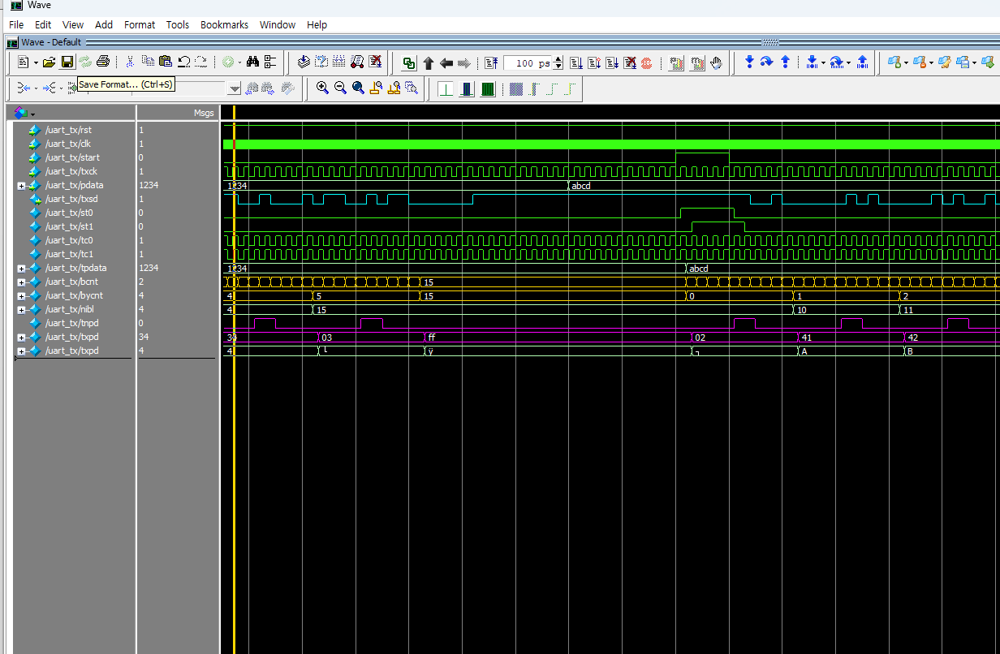 Wave
File Edit View Add Format Tools Bookmarks Window Help
Wave - Default
100 ps
Save Format... (Ctrl+S)
Msgs
/uart_tx/rst 1
/uart_tx/clk 1
/uart_tx/start 0
/uart_tx/txck 1
/uart_tx/pdata 1234 1234 abcd
/uart_tx/txsd 1
/uart_tx/st0 0
/uart_tx/st1 0
/uart_tx/tc0 1
/uart_tx/tc1 1
/uart_tx/tpdata 1234 1234 abcd
/uart_tx/bcnt 2 15
/uart_tx/bycnt 4 4 5 15 0 1 2
/uart_tx/nibl 4 4 15 10 11
/uart_tx/tnpd 0
/uart_tx/txpd 34 34 03 ff 02 41 42
/uart_tx/txpd 4 4 └ ÿ ┐ A B